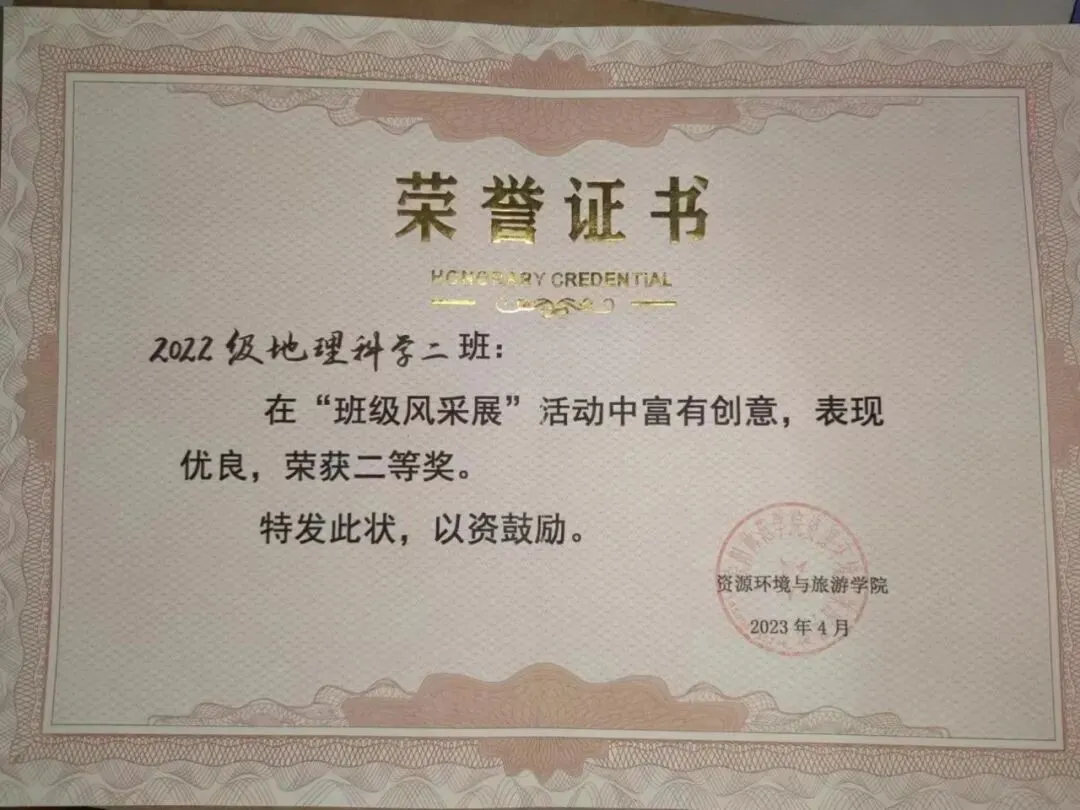 荣誉证书
HONORARY CREDENTIAL
2022级地理科学二班：
在“班级风采展”活动中富有创意，表现
优良，荣获二等奖。
特发此状，以资鼓励。
资源环境与旅游学院
2023年4月